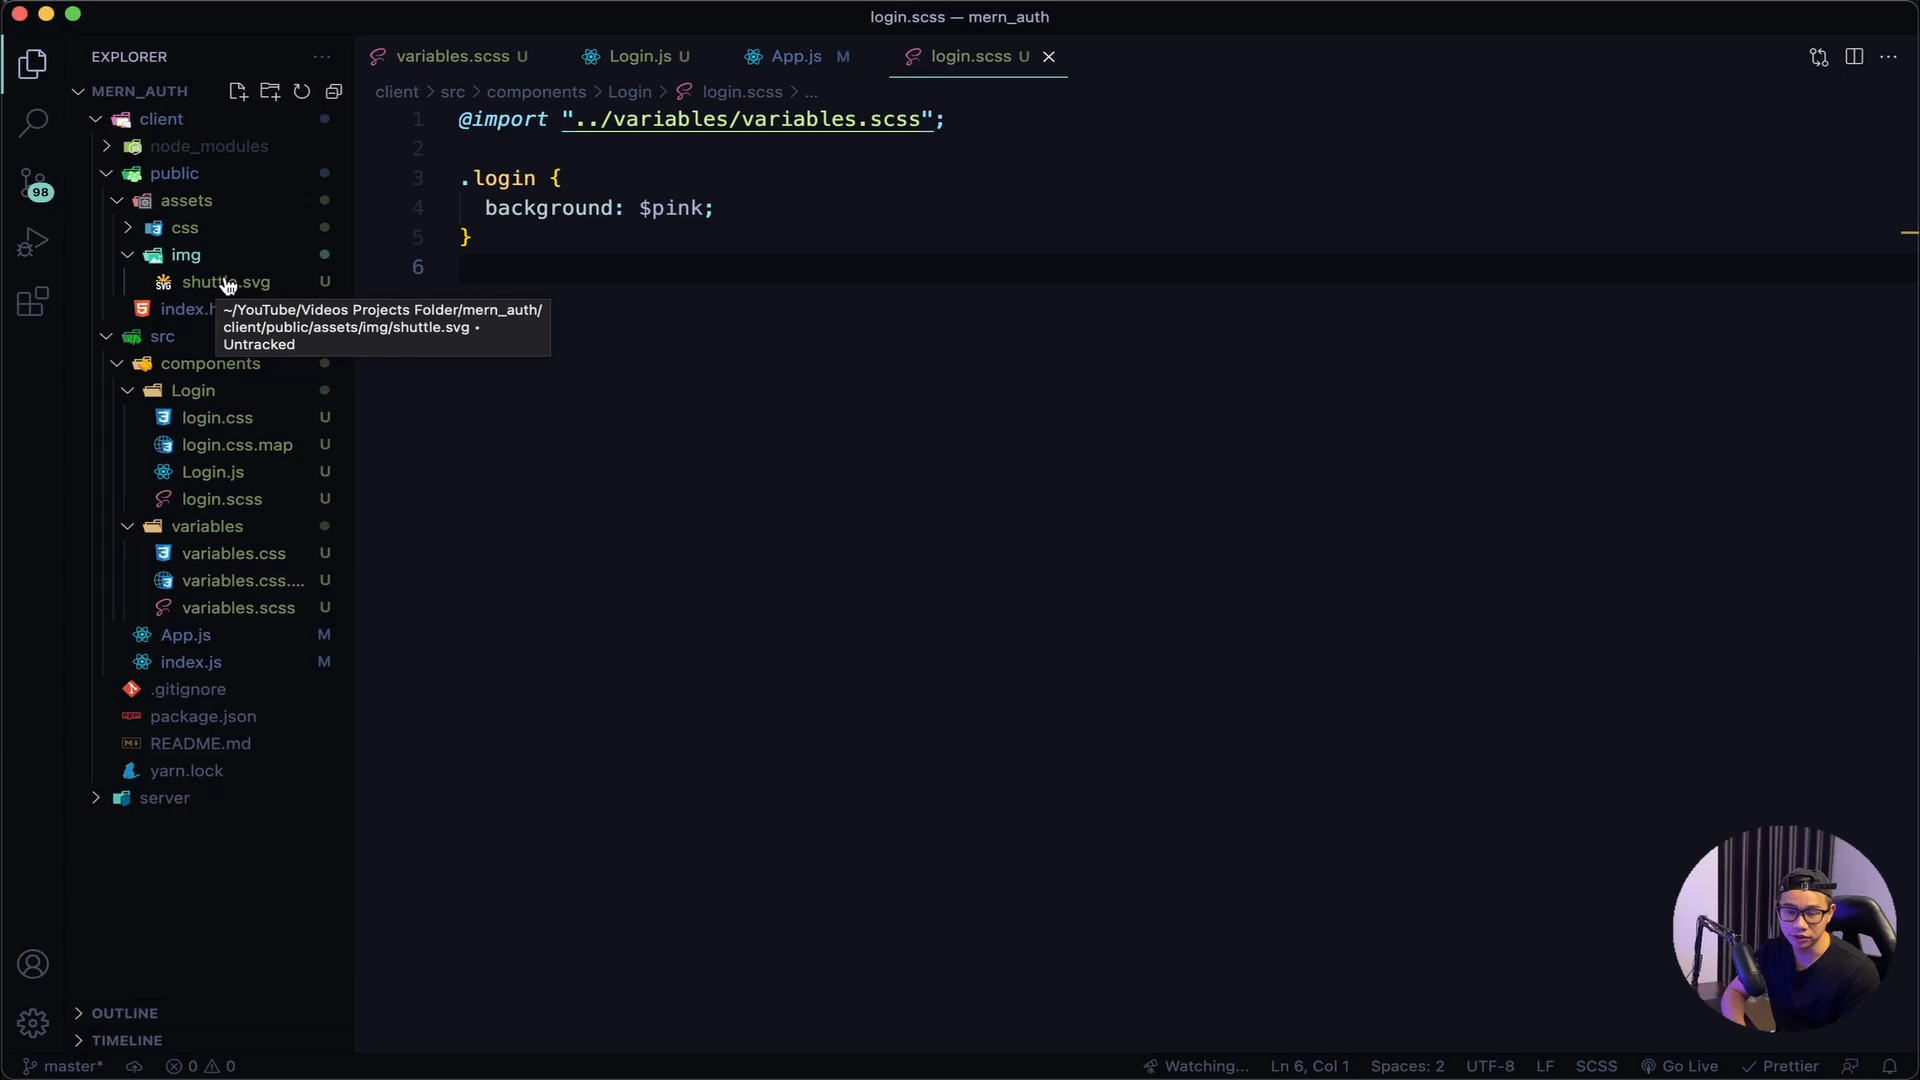 login.scss — mern_auth
EXPLORER
MERN_AUTH
client
node_modules
public
assets
css
img
shuttle.svg U
index.h
~/YouTube/Videos Projects Folder/mern_auth/
client/public/assets/img/shuttle.svg •
Untracked
src
components
Login
login.css U
login.css.map U
Login.js U
login.scss U
variables
variables.css U
variables.css.... U
variables.scss U
App.js M
index.js M
.gitignore
package.json
README.md
yarn.lock
server
OUTLINE
TIMELINE
98
variables.scss U
Login.js U
App.js M
login.scss U
client > src > components > Login > login.scss > ...
1 @import "../variables/variables.scss";
2
3 .login {
4 background: $pink;
5 }
6
master* 0 0
Watching... Ln 6, Col 1 Spaces: 2 UTF-8 LF SCSS Go Live Prettier